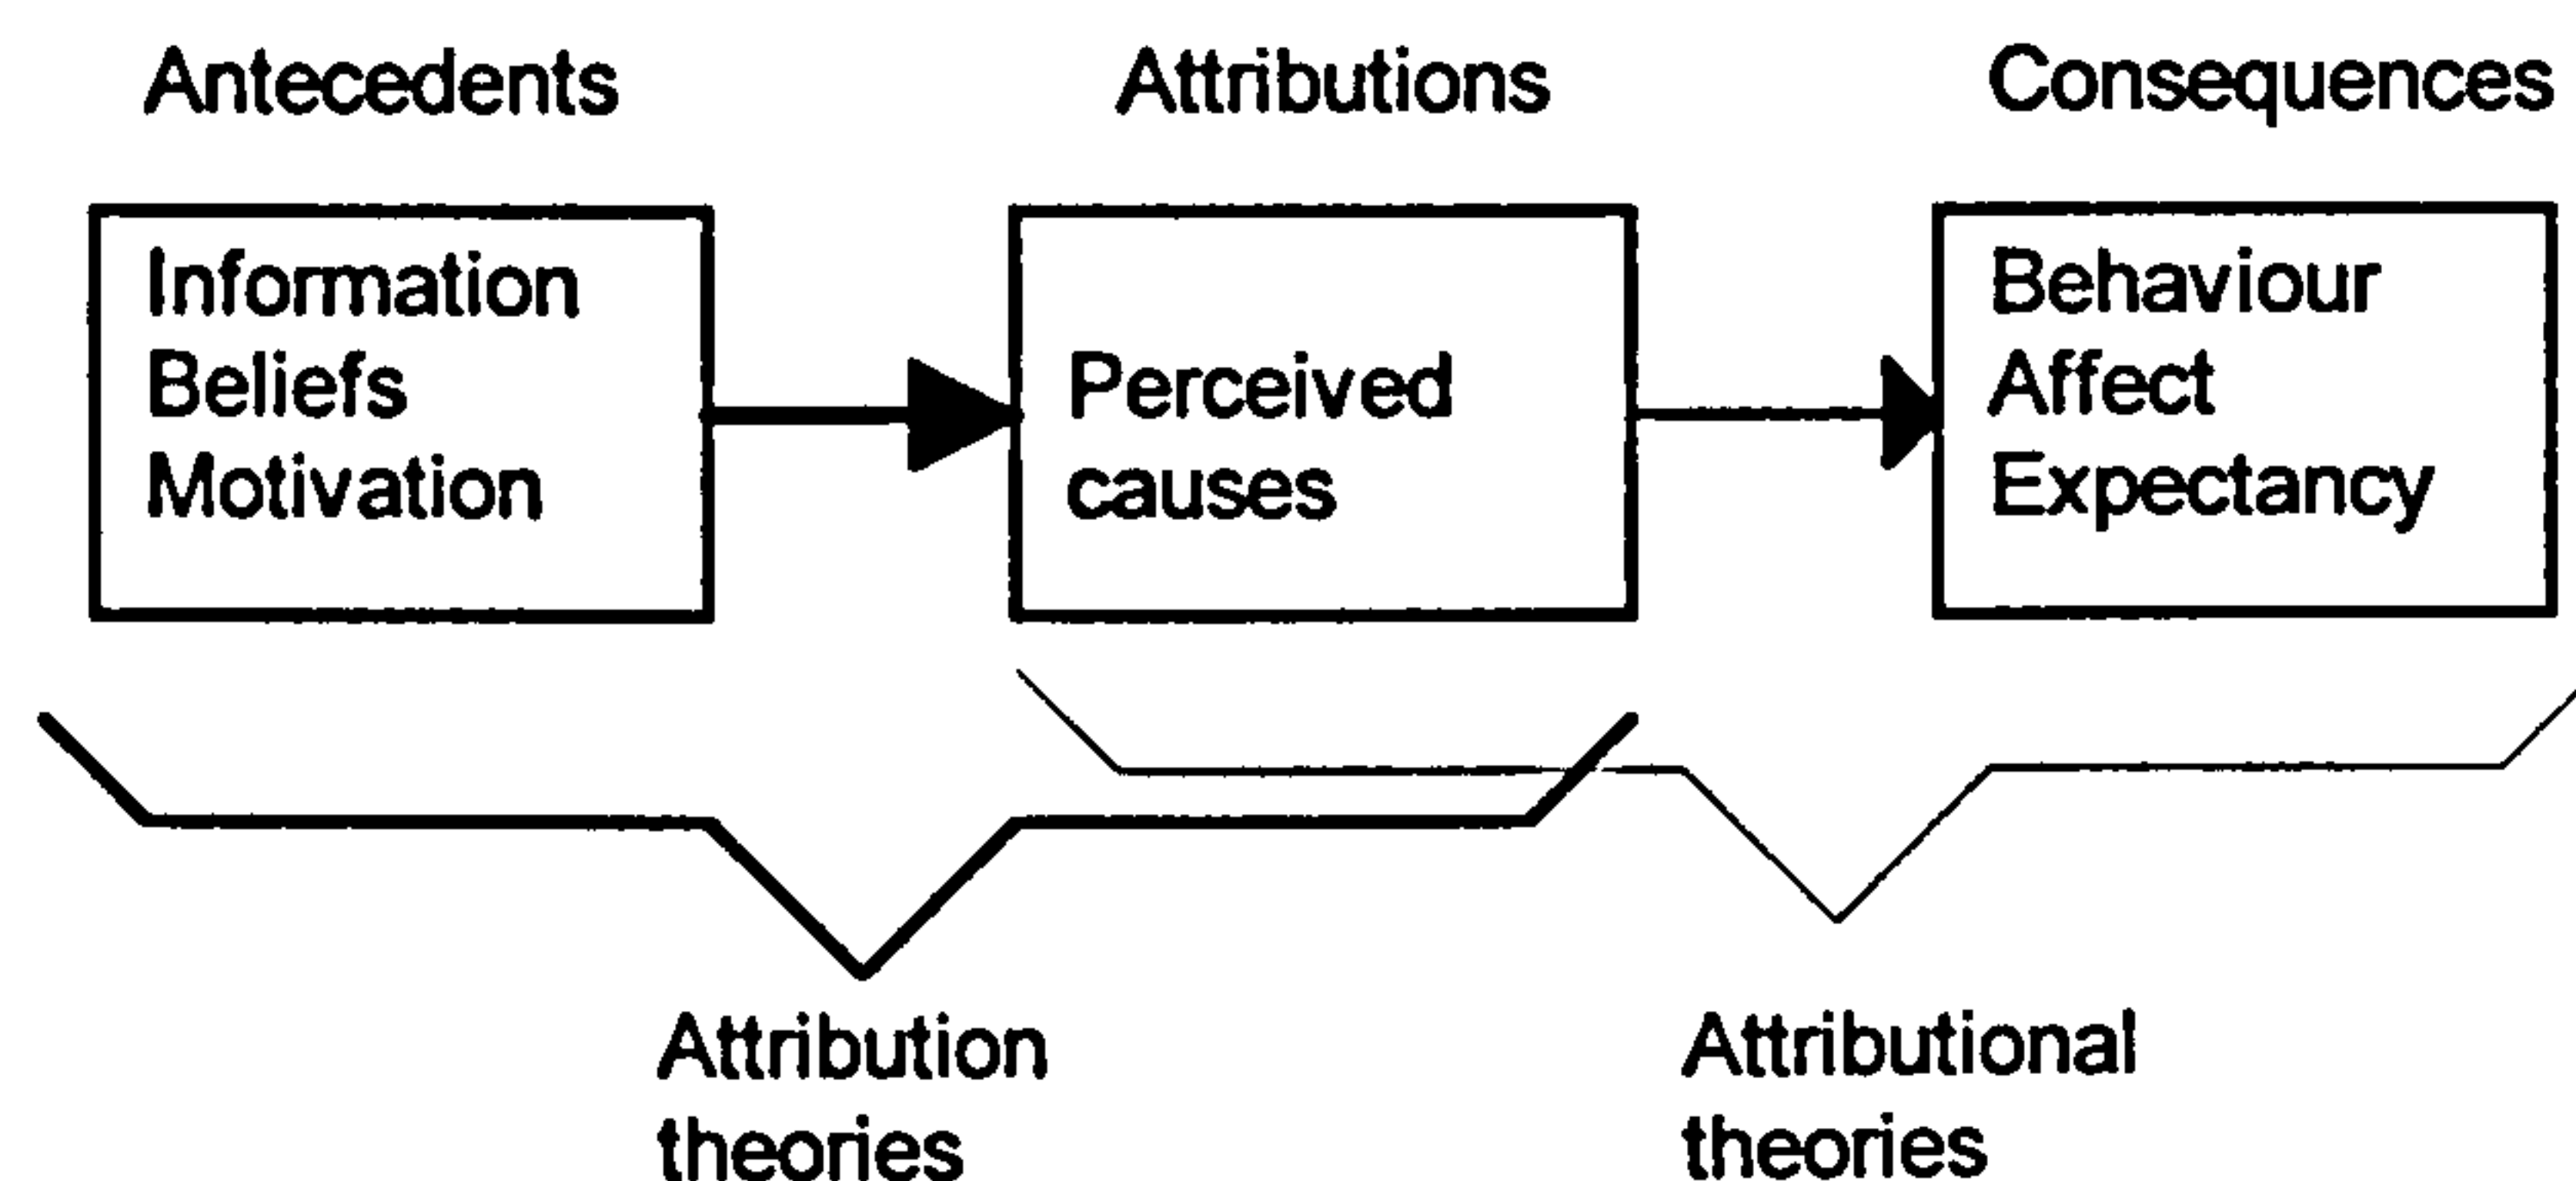 Antecedents
Attributions
Consequences
Information
Beliefs
Motivation
Perceived
causes
Behaviour
Affect
Expectancy
Attribution
theories
Attributional
theories